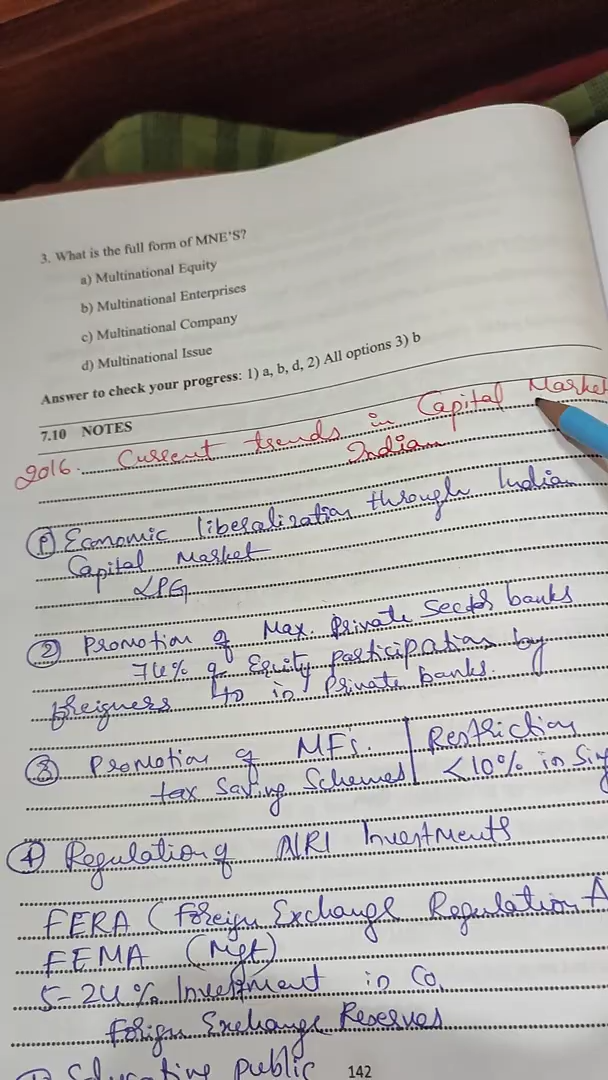 3. What is the full form of MNE'S?
a) Multinational Equity
b) Multinational Enterprises
c) Multinational Company
d) Multinational Issue
Answer to check your progress: 1) a, b, d, 2) All options 3) b
7.10 NOTES
2016. Current trends in Capital Market
Indian
① Economic liberalization through Indian
Capital Market
LPG
② Promotion of Max. Private Sector banks
74% of Equity participation by
foreigners in Private banks.
③ Promotion of MFs. | Restriction
tax Saving Schemes | <10% in
④ Regulation of NRI Investments
FERA (Foreign Exchange Regulation A
FEMA (Mgt)
5-24% Investment in Co.
Foreign Exchange Reserves
public
142